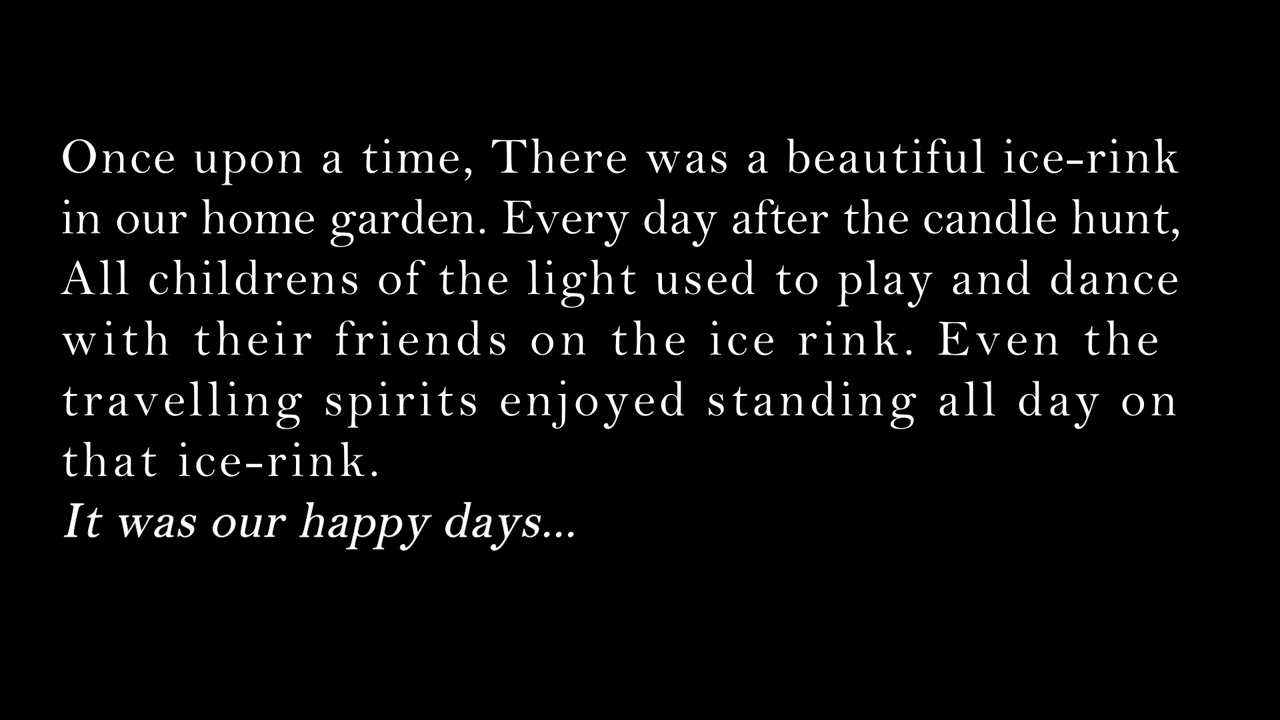 Once upon a time, There was a beautiful ice-rink
in our home garden. Every day after the candle hunt,
All childrens of the light used to play and dance
with their friends on the ice rink. Even the
travelling spirits enjoyed standing all day on
that ice-rink.
It was our happy days...